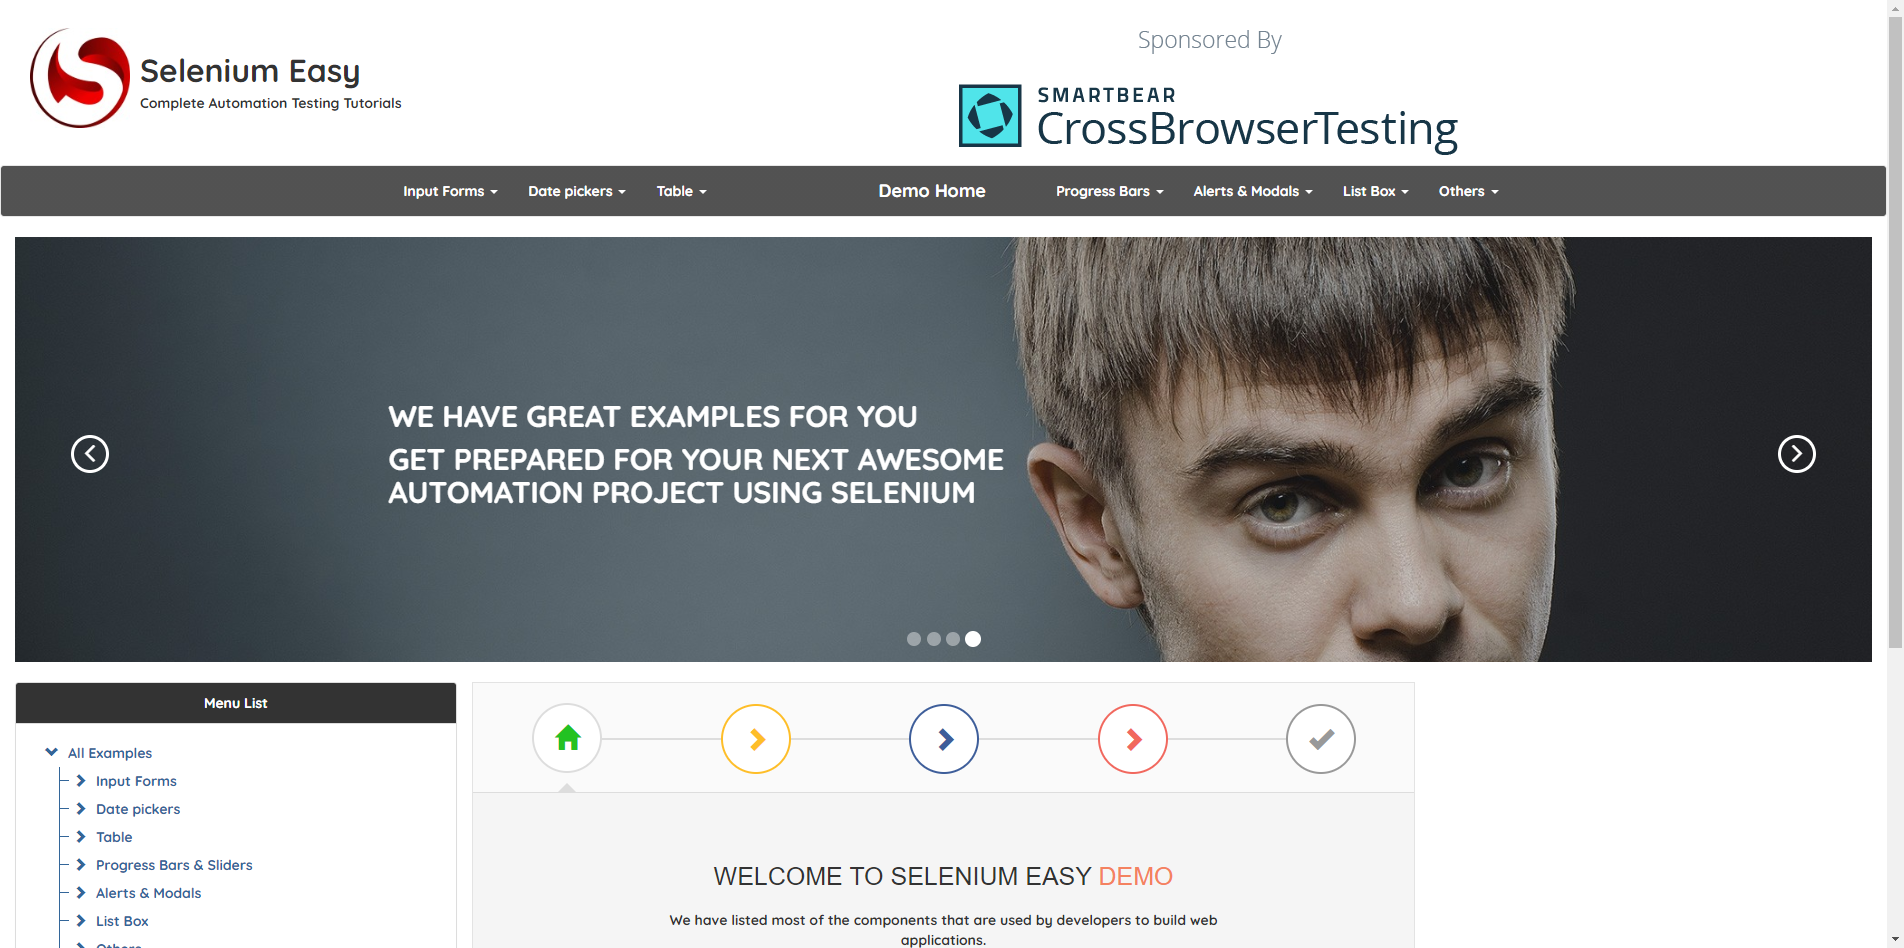 Selenium Easy
Complete Automation Testing Tutorials
Sponsored By
SMARTBEAR
CrossBrowserTesting
Input Forms
Date pickers
Table
Demo Home
Progress Bars
Alerts & Modals
List Box
Others
WE HAVE GREAT EXAMPLES FOR YOU
GET PREPARED FOR YOUR NEXT AWESOME
AUTOMATION PROJECT USING SELENIUM
Menu List
All Examples
Input Forms
Date pickers
Table
Progress Bars & Sliders
Alerts & Modals
List Box
Others
WELCOME TO SELENIUM EASY DEMO
We have listed most of the components that are used by developers to build web
applications.